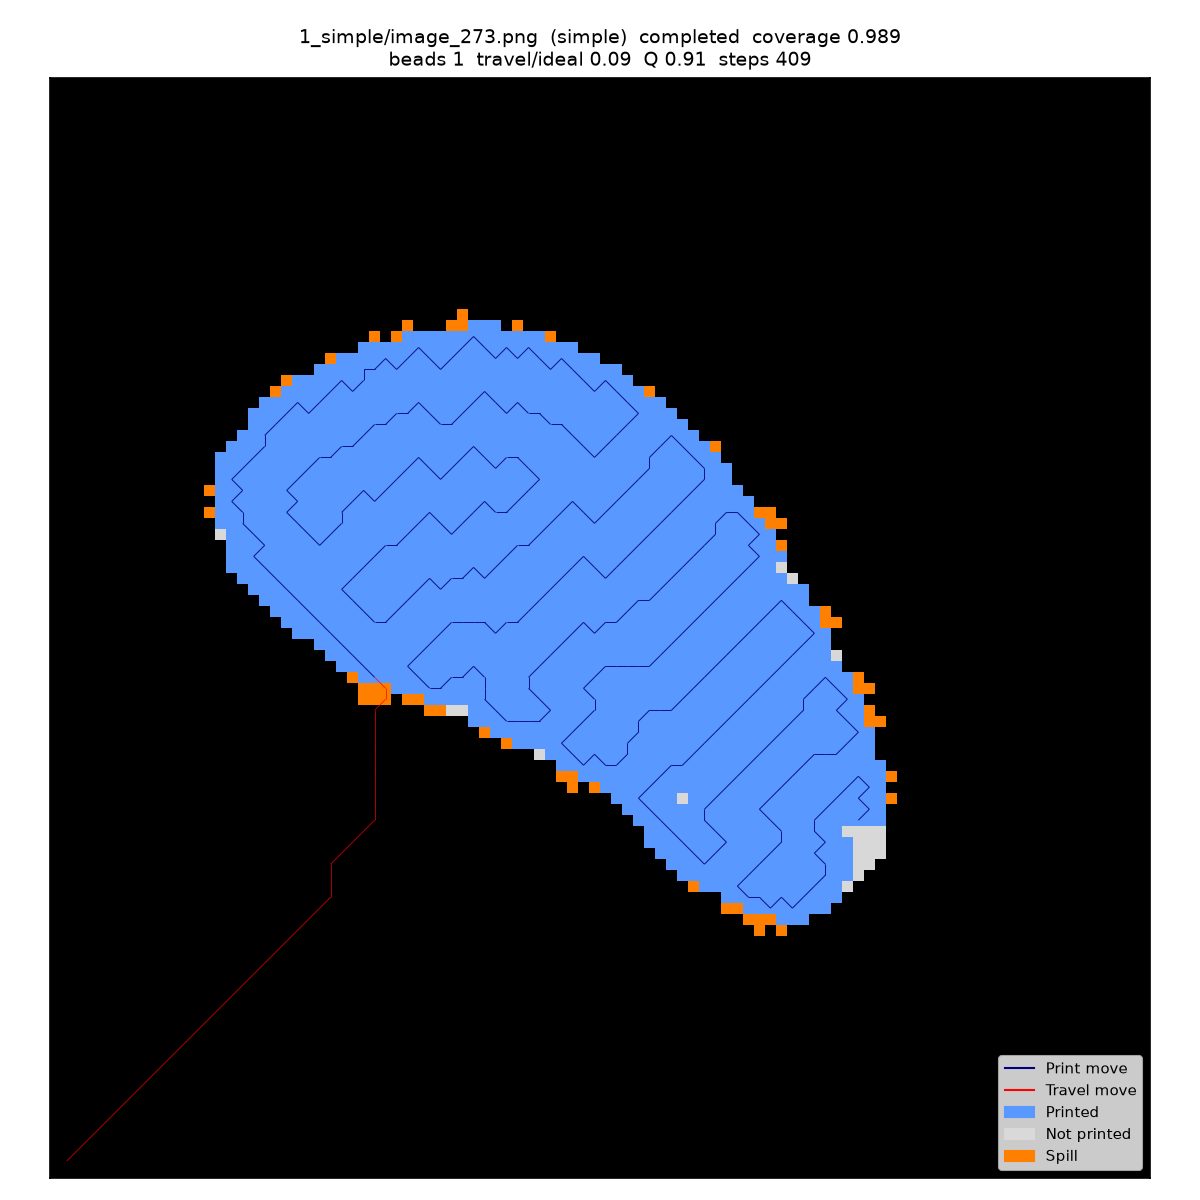 1_simple/image_273.png  (simple)  completed  coverage 0.989
beads 1  travel/ideal 0.09  Q 0.91  steps 409
Print move
Travel move
Printed
Not printed
Spill